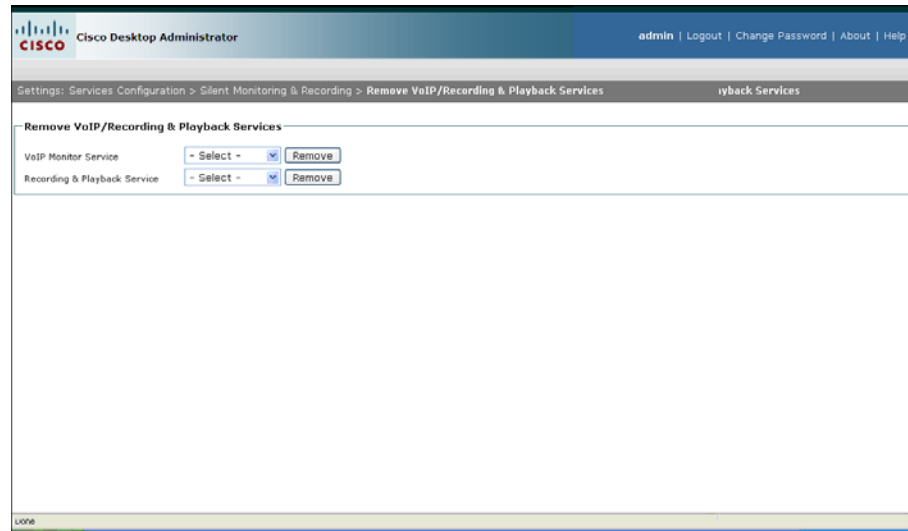 CISCO Cisco Desktop Administrator
admin | Logout | Change Password | About | Help
Settings: Services Configuration > Silent Monitoring & Recording > Remove VoIP/Recording & Playback Services yback Services
Remove VoIP/Recording & Playback Services
VoIP Monitor Service - Select - Remove
Recording & Playback Service - Select - Remove
Done